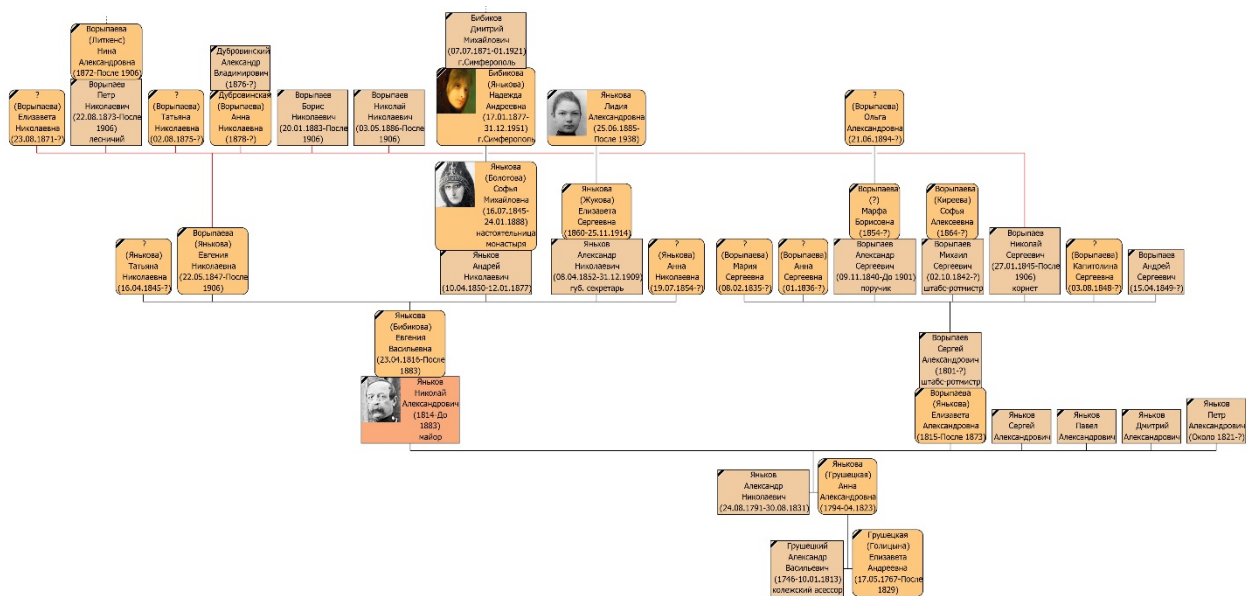 Ворыпаева
(Литкенс)
Нина
Александровна
(1872-После 1906)
Ворыпаев
Петр
Николаевич
(22.08.1873-После
1906)
лесничий
Дубровинский
Александр
Владимирович
(1876-?)
Дубровинская
(Ворыпаева)
Анна
Николаевна
(1878-?)
Бибиков
Дмитрий
Михайлович
(07.07.1871-01.1921)
г.Симферополь
Бибикова
(Янькова)
Надежда
Андреевна
(17.01.1877-
31.12.1951)
г.Симферополь
?
(Ворыпаева)
Елизавета
Николаевна
(23.08.1871-?)
?
(Ворыпаева)
Татьяна
Николаевна
(02.08.1875-?)
Ворыпаев
Борис
Николаевич
(20.01.1883-После
1906)
Ворыпаев
Николай
Николаевич
(03.05.1886-После
1906)
Янькова
Лидия
Александровна
(25.06.1885-
После 1938)
?
(Ворыпаева)
Ольга
Александровна
(21.06.1894-?)
?
(Янькова)
Татьяна
Николаевна
(16.04.1845-?)
Ворыпаева
(Янькова)
Евгения
Николаевна
(22.05.1847-После
1906)
Янькова
(Болотова)
Софья
Михайловна
(16.07.1845-
24.01.1888)
настоятельница
монастыря
Яньков
Андрей
Николаевич
(10.04.1850-12.01.1877)
Янькова
(Жукова)
Елизавета
Сергеевна
(1860-25.11.1914)
Яньков
Александр
Николаевич
(08.04.1852-31.12.1909)
губ. секретарь
?
(Янькова)
Анна
Николаевна
(19.07.1854-?)
?
(Ворыпаева)
Мария
Сергеевна
(08.02.1835-?)
?
(Ворыпаева)
Анна
Сергеевна
(01.1836-?)
Ворыпаева
(?)
Марфа
Борисовна
(1854-?)
Ворыпаев
Александр
Сергеевич
(09.11.1840-До 1901)
поручик
Ворыпаева
(Киреева)
Софья
Алексеевна
(1864-?)
Ворыпаев
Михаил
Сергеевич
(02.10.1842-?)
штабс-ротмистр
Ворыпаев
Николай
Сергеевич
(27.01.1845-После
1906)
корнет
?
(Ворыпаева)
Капитолина
Сергеевна
(03.08.1848-?)
Ворыпаев
Андрей
Сергеевич
(15.04.1849-?)
Янькова
(Бибикова)
Евгения
Васильевна
(23.04.1816-После
1883)
Яньков
Николай
Александрович
(1814-До
1883)
майор
Ворыпаев
Сергей
Александрович
(1801-?)
штабс-ротмистр
Ворыпаева
(Янькова)
Елизавета
Александровна
(1815-После 1873)
Яньков
Сергей
Александрович
Яньков
Павел
Александрович
Яньков
Дмитрий
Александрович
Яньков
Петр
Александрович
(Около 1821-?)
Яньков
Александр
Николаевич
(24.08.1791-30.08.1831)
Янькова
(Грушецкая)
Анна
Александровна
(1794-04.1823)
Грушецкий
Александр
Васильевич
(1746-10.01.1813)
колежский асессор
Грушецкая
(Голицына)
Елизавета
Андреевна
(17.05.1767-После
1829)